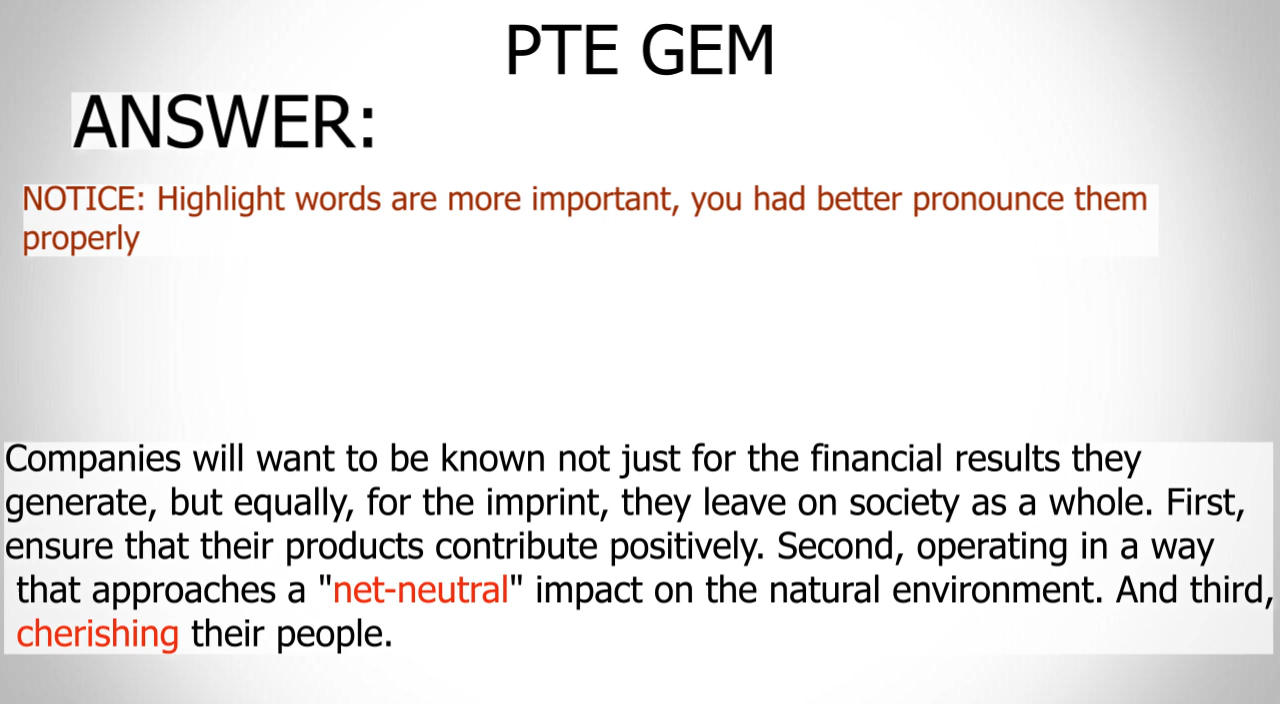 PTE GEM
ANSWER:
NOTICE: Highlight words are more important, you had better pronounce them
properly
Companies will want to be known not just for the financial results they
generate, but equally, for the imprint, they leave on society as a whole. First,
ensure that their products contribute positively. Second, operating in a way
that approaches a "net-neutral" impact on the natural environment. And third,
cherishing their people.